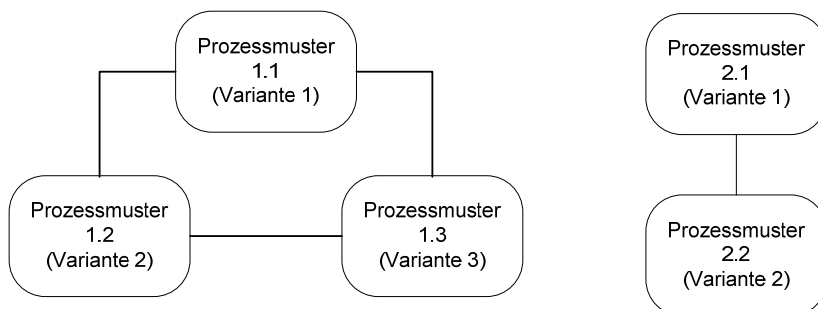 Prozessmuster
1.1
(Variante 1)
Prozessmuster
1.2
(Variante 2)
Prozessmuster
1.3
(Variante 3)
Prozessmuster
2.1
(Variante 1)
Prozessmuster
2.2
(Variante 2)